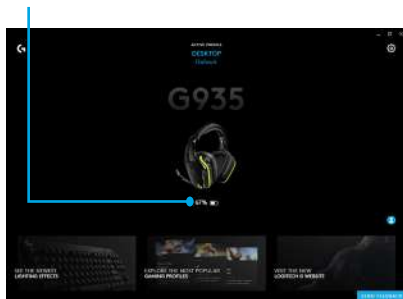 ACTIVE PROFILE
DESKTOP
Default
G935
67%
SEE THE NEWEST
LIGHTING EFFECTS
EXPLORE THE MOST POPULAR
GAMING PROFILES
VISIT THE NEW
LOGITECH G WEBSITE
SEND FEEDBACK